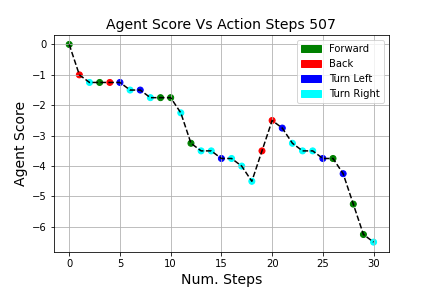 Agent Score Vs Action Steps 507
Forward
Back
Turn Left
Turn Right
Agent Score
0
−1
−2
−3
−4
−5
−6
0 5 10 15 20 25 30
Num. Steps